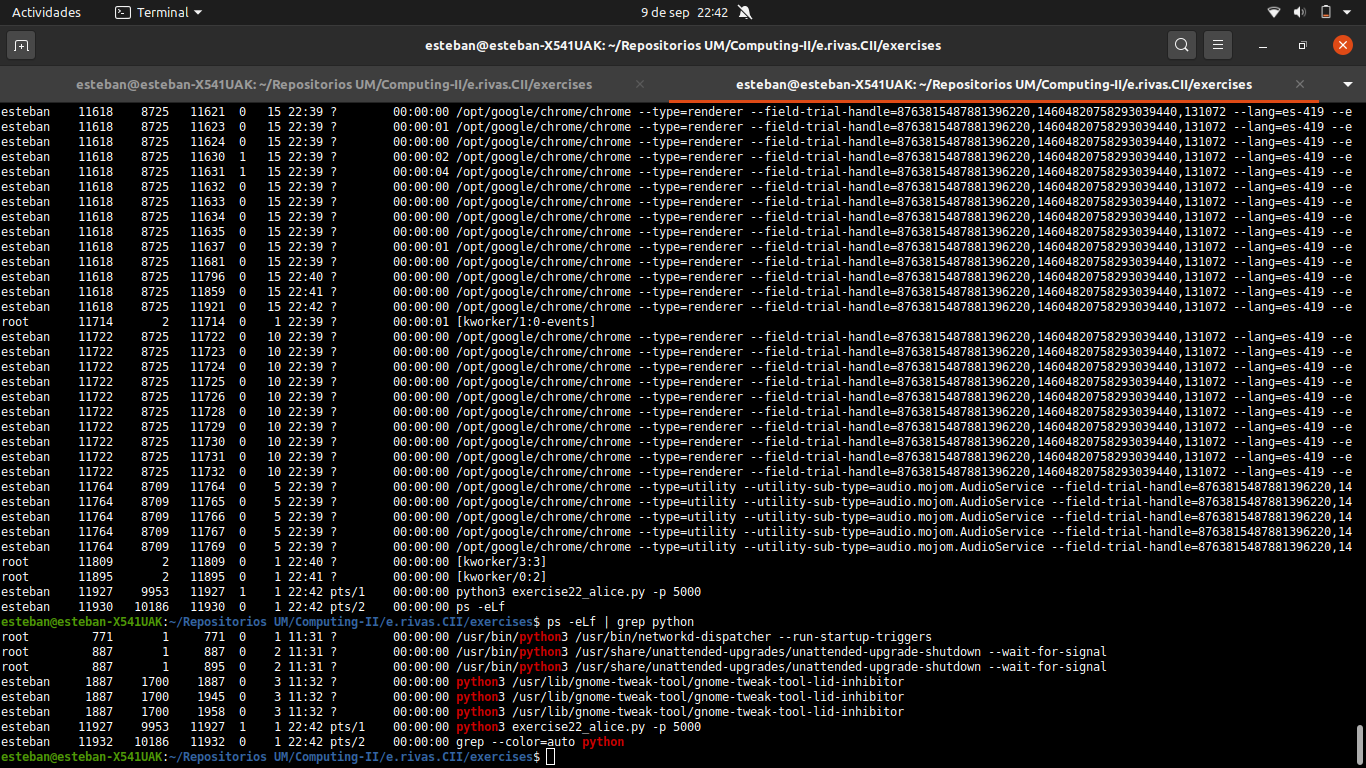 Actividades Terminal 9 de sep 22:42
esteban@esteban-X541UAK: ~/Repositorios UM/Computing-II/e.rivas.CII/exercises
esteban@esteban-X541UAK: ~/Repositorios UM/Computing-II/e.rivas.CII/exercises × esteban@esteban-X541UAK: ~/Repositorios UM/Computing-II/e.rivas.CII/exercises ×
esteban 11618 8725 11621 0 15 22:39 ? 00:00:00 /opt/google/chrome/chrome --type=renderer --field-trial-handle=8763815487881396220,14604820758293039440,131072 --lang=es-419 --e
esteban 11618 8725 11623 0 15 22:39 ? 00:00:01 /opt/google/chrome/chrome --type=renderer --field-trial-handle=8763815487881396220,14604820758293039440,131072 --lang=es-419 --e
esteban 11618 8725 11624 0 15 22:39 ? 00:00:00 /opt/google/chrome/chrome --type=renderer --field-trial-handle=8763815487881396220,14604820758293039440,131072 --lang=es-419 --e
esteban 11618 8725 11630 1 15 22:39 ? 00:00:02 /opt/google/chrome/chrome --type=renderer --field-trial-handle=8763815487881396220,14604820758293039440,131072 --lang=es-419 --e
esteban 11618 8725 11631 1 15 22:39 ? 00:00:04 /opt/google/chrome/chrome --type=renderer --field-trial-handle=8763815487881396220,14604820758293039440,131072 --lang=es-419 --e
esteban 11618 8725 11632 0 15 22:39 ? 00:00:00 /opt/google/chrome/chrome --type=renderer --field-trial-handle=8763815487881396220,14604820758293039440,131072 --lang=es-419 --e
esteban 11618 8725 11633 0 15 22:39 ? 00:00:00 /opt/google/chrome/chrome --type=renderer --field-trial-handle=8763815487881396220,14604820758293039440,131072 --lang=es-419 --e
esteban 11618 8725 11634 0 15 22:39 ? 00:00:00 /opt/google/chrome/chrome --type=renderer --field-trial-handle=8763815487881396220,14604820758293039440,131072 --lang=es-419 --e
esteban 11618 8725 11635 0 15 22:39 ? 00:00:00 /opt/google/chrome/chrome --type=renderer --field-trial-handle=8763815487881396220,14604820758293039440,131072 --lang=es-419 --e
esteban 11618 8725 11637 0 15 22:39 ? 00:00:01 /opt/google/chrome/chrome --type=renderer --field-trial-handle=8763815487881396220,14604820758293039440,131072 --lang=es-419 --e
esteban 11618 8725 11681 0 15 22:39 ? 00:00:00 /opt/google/chrome/chrome --type=renderer --field-trial-handle=8763815487881396220,14604820758293039440,131072 --lang=es-419 --e
esteban 11618 8725 11796 0 15 22:40 ? 00:00:00 /opt/google/chrome/chrome --type=renderer --field-trial-handle=8763815487881396220,14604820758293039440,131072 --lang=es-419 --e
esteban 11618 8725 11859 0 15 22:41 ? 00:00:00 /opt/google/chrome/chrome --type=renderer --field-trial-handle=8763815487881396220,14604820758293039440,131072 --lang=es-419 --e
esteban 11618 8725 11921 0 15 22:42 ? 00:00:00 /opt/google/chrome/chrome --type=renderer --field-trial-handle=8763815487881396220,14604820758293039440,131072 --lang=es-419 --e
root 11714 2 11714 0 1 22:39 ? 00:00:01 [kworker/1:0-events]
esteban 11722 8725 11722 0 10 22:39 ? 00:00:00 /opt/google/chrome/chrome --type=renderer --field-trial-handle=8763815487881396220,14604820758293039440,131072 --lang=es-419 --e
esteban 11722 8725 11723 0 10 22:39 ? 00:00:00 /opt/google/chrome/chrome --type=renderer --field-trial-handle=8763815487881396220,14604820758293039440,131072 --lang=es-419 --e
esteban 11722 8725 11724 0 10 22:39 ? 00:00:00 /opt/google/chrome/chrome --type=renderer --field-trial-handle=8763815487881396220,14604820758293039440,131072 --lang=es-419 --e
esteban 11722 8725 11725 0 10 22:39 ? 00:00:00 /opt/google/chrome/chrome --type=renderer --field-trial-handle=8763815487881396220,14604820758293039440,131072 --lang=es-419 --e
esteban 11722 8725 11726 0 10 22:39 ? 00:00:00 /opt/google/chrome/chrome --type=renderer --field-trial-handle=8763815487881396220,14604820758293039440,131072 --lang=es-419 --e
esteban 11722 8725 11728 0 10 22:39 ? 00:00:00 /opt/google/chrome/chrome --type=renderer --field-trial-handle=8763815487881396220,14604820758293039440,131072 --lang=es-419 --e
esteban 11722 8725 11729 0 10 22:39 ? 00:00:00 /opt/google/chrome/chrome --type=renderer --field-trial-handle=8763815487881396220,14604820758293039440,131072 --lang=es-419 --e
esteban 11722 8725 11730 0 10 22:39 ? 00:00:00 /opt/google/chrome/chrome --type=renderer --field-trial-handle=8763815487881396220,14604820758293039440,131072 --lang=es-419 --e
esteban 11722 8725 11731 0 10 22:39 ? 00:00:00 /opt/google/chrome/chrome --type=renderer --field-trial-handle=8763815487881396220,14604820758293039440,131072 --lang=es-419 --e
esteban 11722 8725 11732 0 10 22:39 ? 00:00:00 /opt/google/chrome/chrome --type=renderer --field-trial-handle=8763815487881396220,14604820758293039440,131072 --lang=es-419 --e
esteban 11764 8709 11764 0 5 22:39 ? 00:00:00 /opt/google/chrome/chrome --type=utility --utility-sub-type=audio.mojom.AudioService --field-trial-handle=8763815487881396220,14
esteban 11764 8709 11765 0 5 22:39 ? 00:00:00 /opt/google/chrome/chrome --type=utility --utility-sub-type=audio.mojom.AudioService --field-trial-handle=8763815487881396220,14
esteban 11764 8709 11766 0 5 22:39 ? 00:00:00 /opt/google/chrome/chrome --type=utility --utility-sub-type=audio.mojom.AudioService --field-trial-handle=8763815487881396220,14
esteban 11764 8709 11767 0 5 22:39 ? 00:00:00 /opt/google/chrome/chrome --type=utility --utility-sub-type=audio.mojom.AudioService --field-trial-handle=8763815487881396220,14
esteban 11764 8709 11769 0 5 22:39 ? 00:00:00 /opt/google/chrome/chrome --type=utility --utility-sub-type=audio.mojom.AudioService --field-trial-handle=8763815487881396220,14
root 11809 2 11809 0 1 22:40 ? 00:00:00 [kworker/3:3]
root 11895 2 11895 0 1 22:41 ? 00:00:00 [kworker/0:2]
esteban 11927 9953 11927 1 1 22:42 pts/1 00:00:00 python3 exercise22_alice.py -p 5000
esteban 11930 10186 11930 0 1 22:42 pts/2 00:00:00 ps -eLf
esteban@esteban-X541UAK:~/Repositorios UM/Computing-II/e.rivas.CII/exercises$ ps -eLf | grep python
root 771 1 771 0 1 11:31 ? 00:00:00 /usr/bin/python3 /usr/bin/networkd-dispatcher --run-startup-triggers
root 887 1 887 0 2 11:31 ? 00:00:00 /usr/bin/python3 /usr/share/unattended-upgrades/unattended-upgrade-shutdown --wait-for-signal
root 887 1 895 0 2 11:31 ? 00:00:00 /usr/bin/python3 /usr/share/unattended-upgrades/unattended-upgrade-shutdown --wait-for-signal
esteban 1887 1700 1887 0 3 11:32 ? 00:00:00 python3 /usr/lib/gnome-tweak-tool/gnome-tweak-tool-lid-inhibitor
esteban 1887 1700 1945 0 3 11:32 ? 00:00:00 python3 /usr/lib/gnome-tweak-tool/gnome-tweak-tool-lid-inhibitor
esteban 1887 1700 1958 0 3 11:32 ? 00:00:00 python3 /usr/lib/gnome-tweak-tool/gnome-tweak-tool-lid-inhibitor
esteban 11927 9953 11927 1 1 22:42 pts/1 00:00:00 python3 exercise22_alice.py -p 5000
esteban 11932 10186 11932 0 1 22:42 pts/2 00:00:00 grep --color=auto python
esteban@esteban-X541UAK:~/Repositorios UM/Computing-II/e.rivas.CII/exercises$